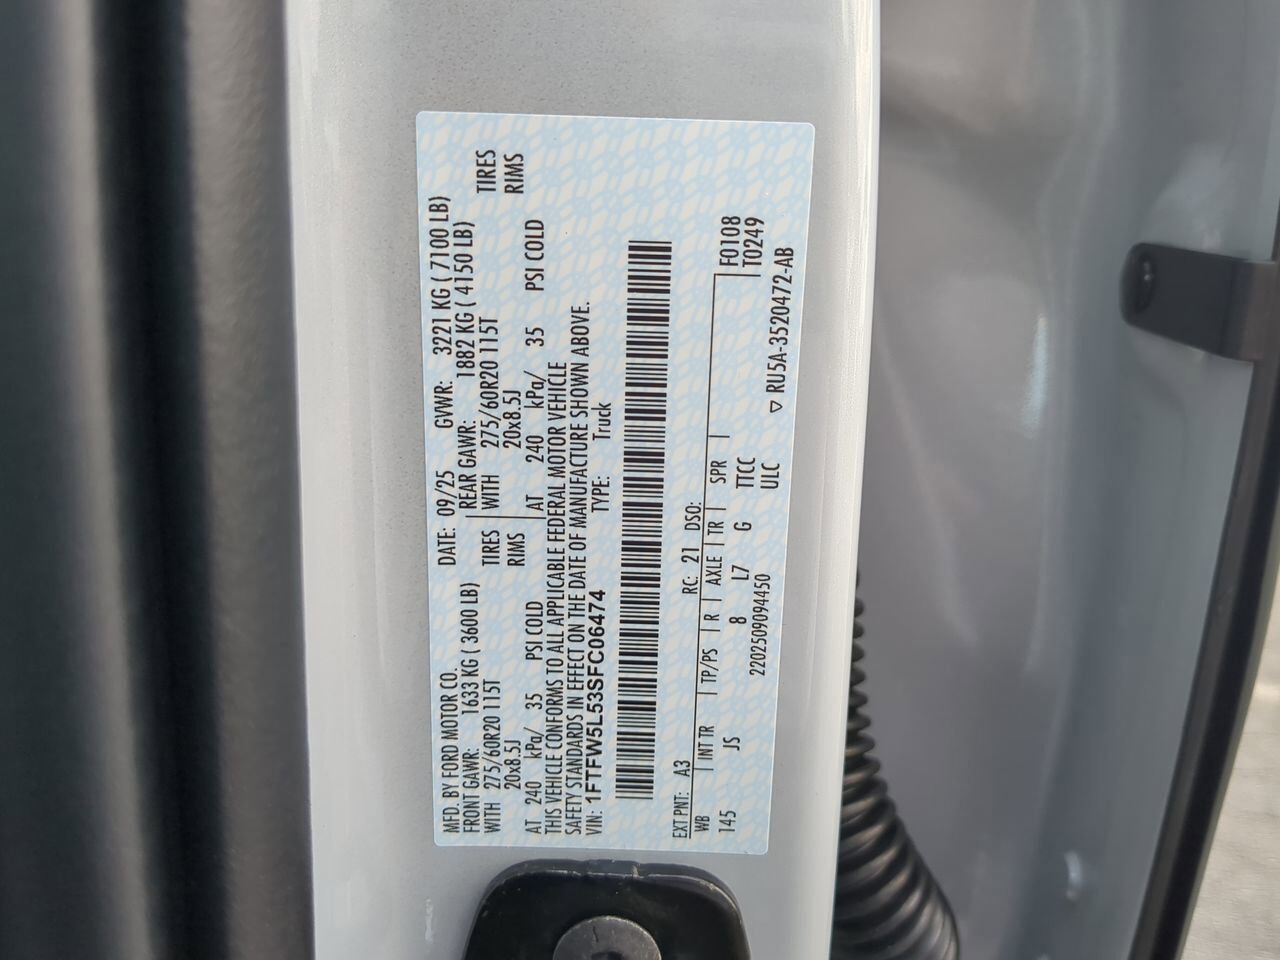 MFD. BY FORD MOTOR CO.
DATE: 09/25 GVWR: 3221 KG ( 7100 LB)
FRONT GAWR: 1633 KG ( 3600 LB) REAR GAWR: 1882 KG ( 4150 LB)
WITH 275/60R20 115T TIRES WITH 275/60R20 115T TIRES
20x8.5J RIMS 20x8.5J RIMS
AT 240 kPa/ 35 PSI COLD AT 240 kPa/ 35 PSI COLD
THIS VEHICLE CONFORMS TO ALL APPLICABLE FEDERAL MOTOR VEHICLE
SAFETY STANDARDS IN EFFECT ON THE DATE OF MANUFACTURE SHOWN ABOVE.
VIN: 1FTFW5L53SFC06474 TYPE: Truck
EXT PNT: A3 RC: 21 DSO:
WB INT TR TP/PS R AXLE TR SPR F0108
145 JS 8 L7 G TTCC T0249
2202509094450 ULC ▽ RU5A-3520472-AB